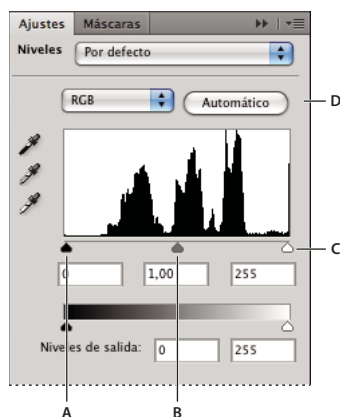 Ajustes Máscaras
Niveles Por defecto
RGB Automático D
C
0 1,00 255
Niveles de salida: 0 255
A B